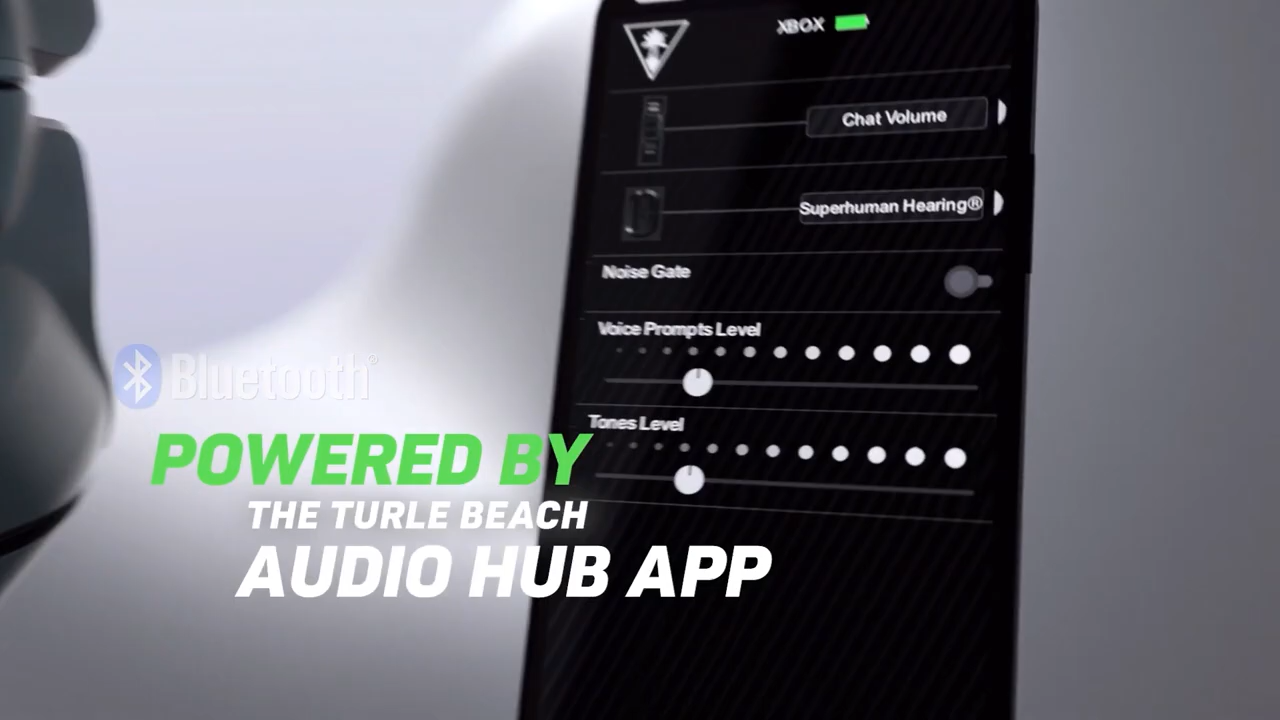 XBOX
Chat Volume
Superhuman Hearing®
Noise Gate
Voice Prompts Level
Tones Level
Bluetooth®
POWERED BY
THE TURLE BEACH
AUDIO HUB APP